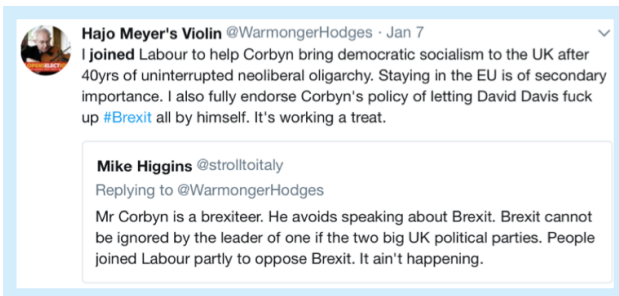 Hajo Meyer's Violin @WarmongerHodges · Jan 7
I joined Labour to help Corbyn bring democratic socialism to the UK after
40yrs of uninterrupted neoliberal oligarchy. Staying in the EU is of secondary
importance. I also fully endorse Corbyn's policy of letting David Davis fuck
up #Brexit all by himself. It's working a treat.
Mike Higgins @strolltoitaly
Replying to @WarmongerHodges
Mr Corbyn is a brexiteer. He avoids speaking about Brexit. Brexit cannot
be ignored by the leader of one if the two big UK political parties. People
joined Labour partly to oppose Brexit. It ain't happening.